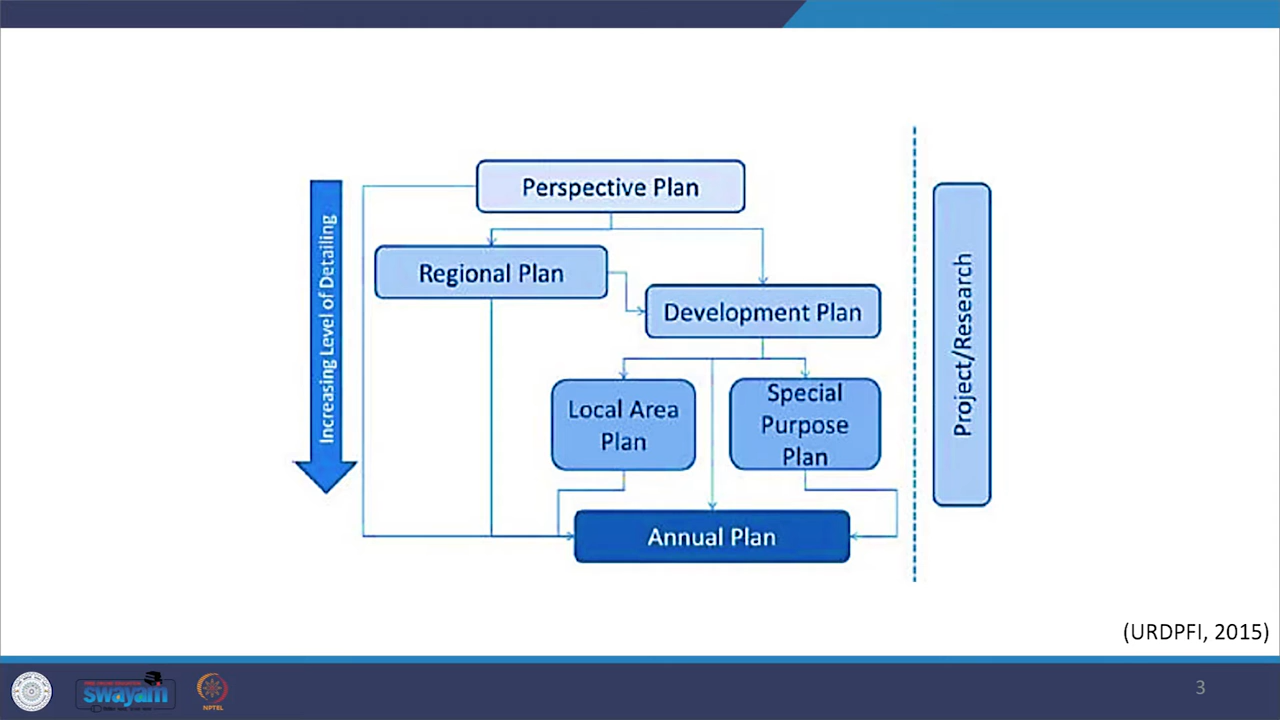 Perspective Plan
Increasing Level of Detailing
Regional Plan
Development Plan
Local Area
Plan
Special
Purpose
Plan
Annual Plan
Project/Research
(URDPFI, 2015)
swayam
NPTEL
3